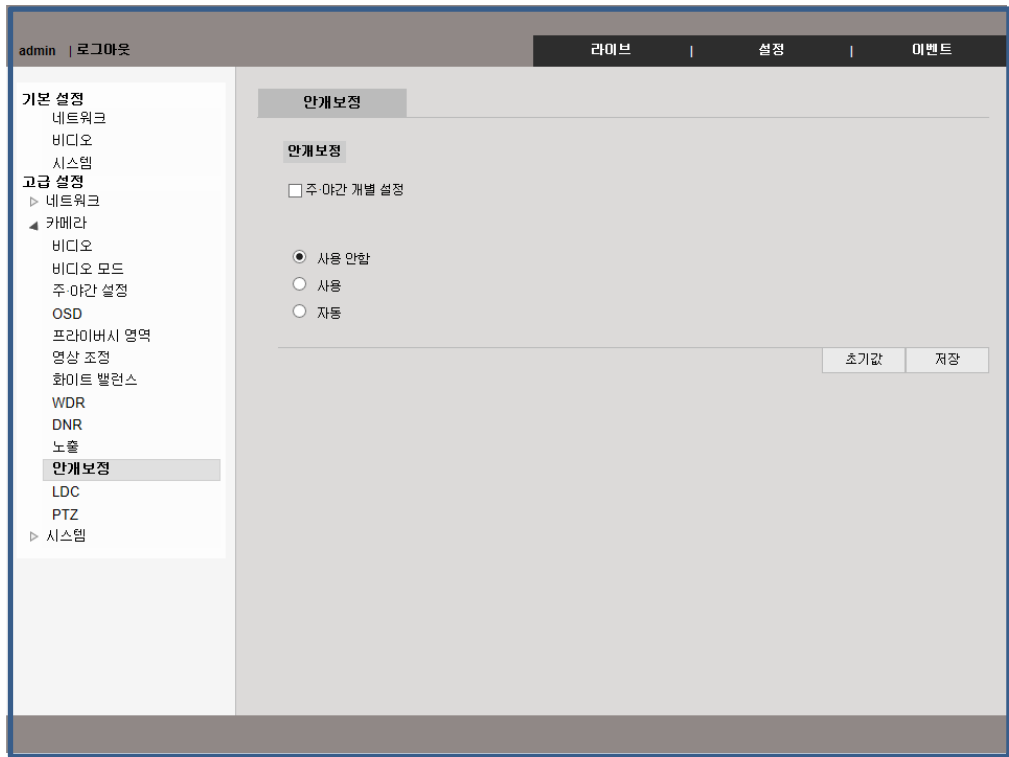 admin | 로그아웃
라이브 | 설정 | 이벤트
기본 설정
네트워크
비디오
시스템
고급 설정
네트워크
카메라
비디오
비디오 모드
주·야간 설정
OSD
프라이버시 영역
영상 조정
화이트 밸런스
WDR
DNR
노출
안개보정
LDC
PTZ
시스템
안개보정
안개보정
주·야간 개별 설정
사용 안함
사용
자동
초기값
저장